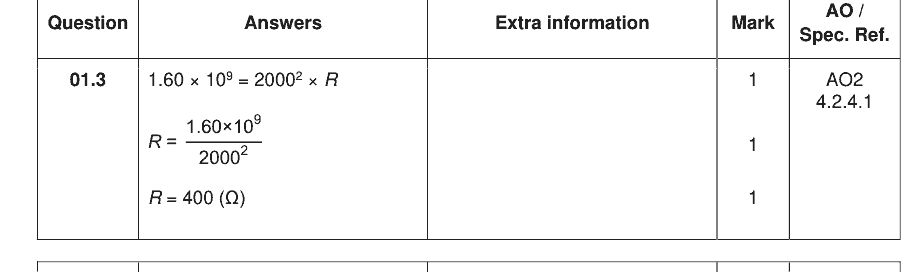 Question Answers Extra information Mark AO / Spec. Ref.
01.3 1.60 × 10⁹ = 2000² × R 1 AO2
4.2.4.1
R = 1.60×10⁹ / 2000² 1
R = 400 (Ω) 1